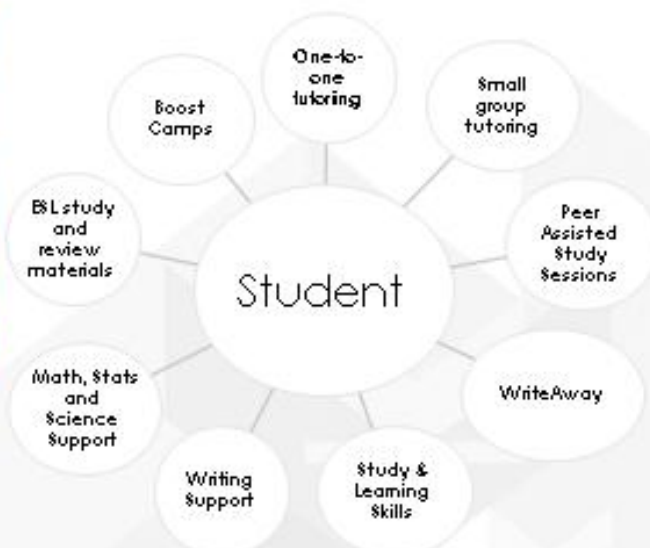 One-to-
one
tutoring
Small
group
tutoring
Peer
Assisted
Study
Sessions
WriteAway
Study &
Learning
Skills
Writing
Support
Math, Stats
and
Science
Support
ESL study
and
review
materials
Boost
Camps
Student